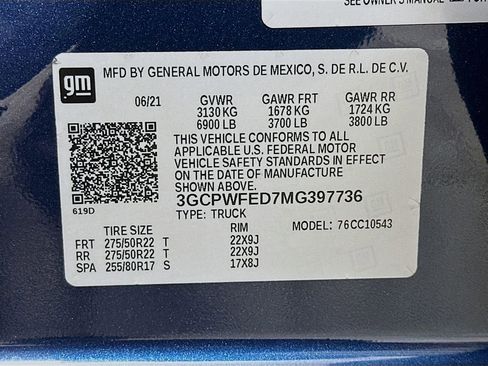 SEE OWNER'S MANUAL
gm
MFD BY GENERAL MOTORS DE MEXICO, S. DE R.L. DE C.V.
06/21 GVWR GAWR FRT GAWR RR
3130 KG 1678 KG 1724 KG
6900 LB 3700 LB 3800 LB
THIS VEHICLE CONFORMS TO ALL
APPLICABLE U.S. FEDERAL MOTOR
VEHICLE SAFETY STANDARDS IN EFFECT
ON THE DATE OF MANUFACTURE
SHOWN ABOVE.
3GCPWFED7MG397736
619D
TYPE: TRUCK
TIRE SIZE RIM MODEL: 76CC10543
FRT 275/50R22 T 22X9J
RR 275/50R22 T 22X9J
SPA 255/80R17 S 17X8J